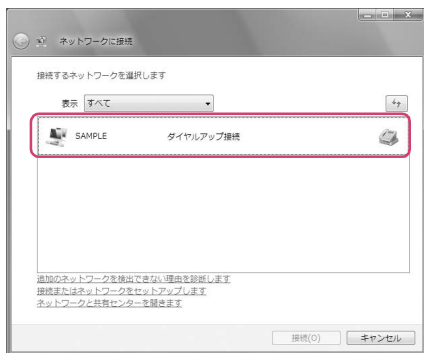 ネットワークに接続
接続するネットワークを選択します
表示 すべて
SAMPLE ダイヤルアップ接続
追加のネットワークを検出できない理由を診断します
接続またはネットワークをセットアップします
ネットワークと共有センターを開きます
接続(O) キャンセル